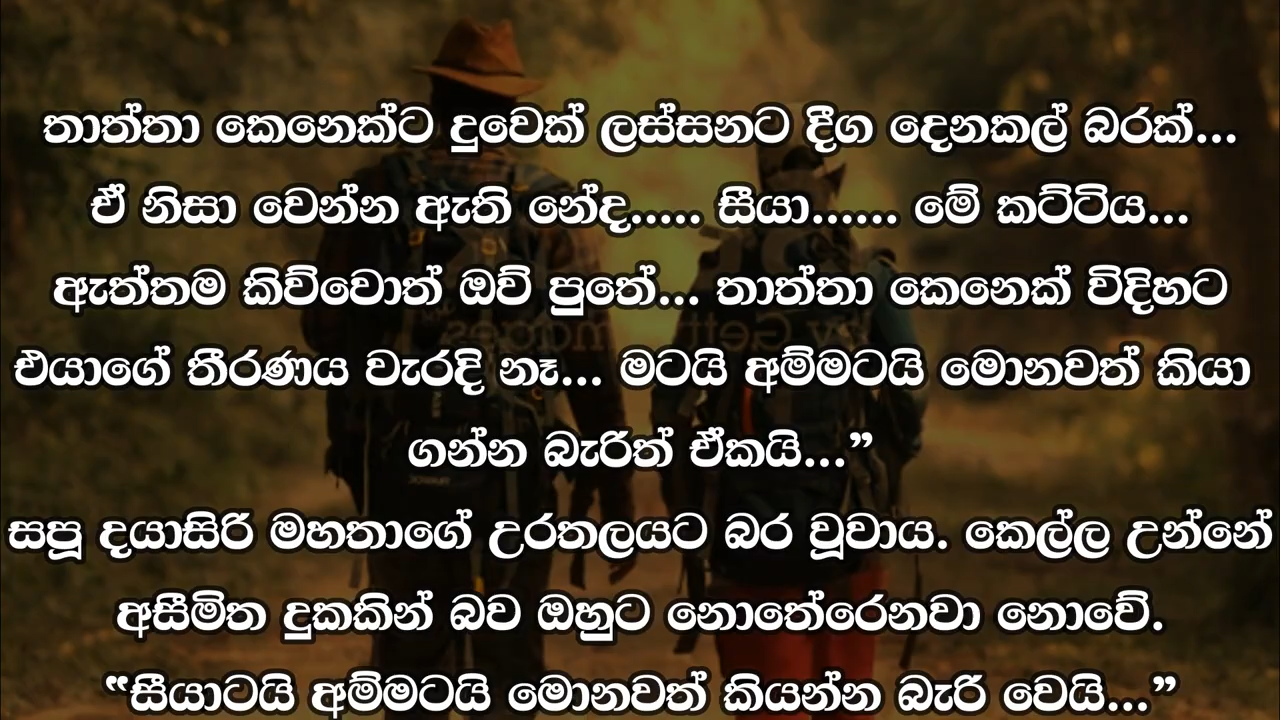 තාත්තා කෙනෙක්ට දුවෙක් ලස්සනට දීග දෙනකල් බරක්...
ඒ නිසා වෙන්න ඇති නේද..... සීයා...... මේ කට්ටිය...
ඇත්තම කිව්වොත් ඔව් පුතේ... තාත්තා කෙනෙක් විදිහට
එයාගේ තීරණය වැරදි නෑ... මටයි අම්මටයි මොනවත් කියා
ගන්න බැරිත් ඒකයි...”
සපූ දයාසිරි මහතාගේ උරතලයට බර වූවාය. කෙල්ල උන්නේ
අසීමිත දුකකින් බව ඔහුට නොතේරෙනවා නොවේ.
“සීයාටයි අම්මටයි මොනවත් කියන්න බැරි වෙයි...”